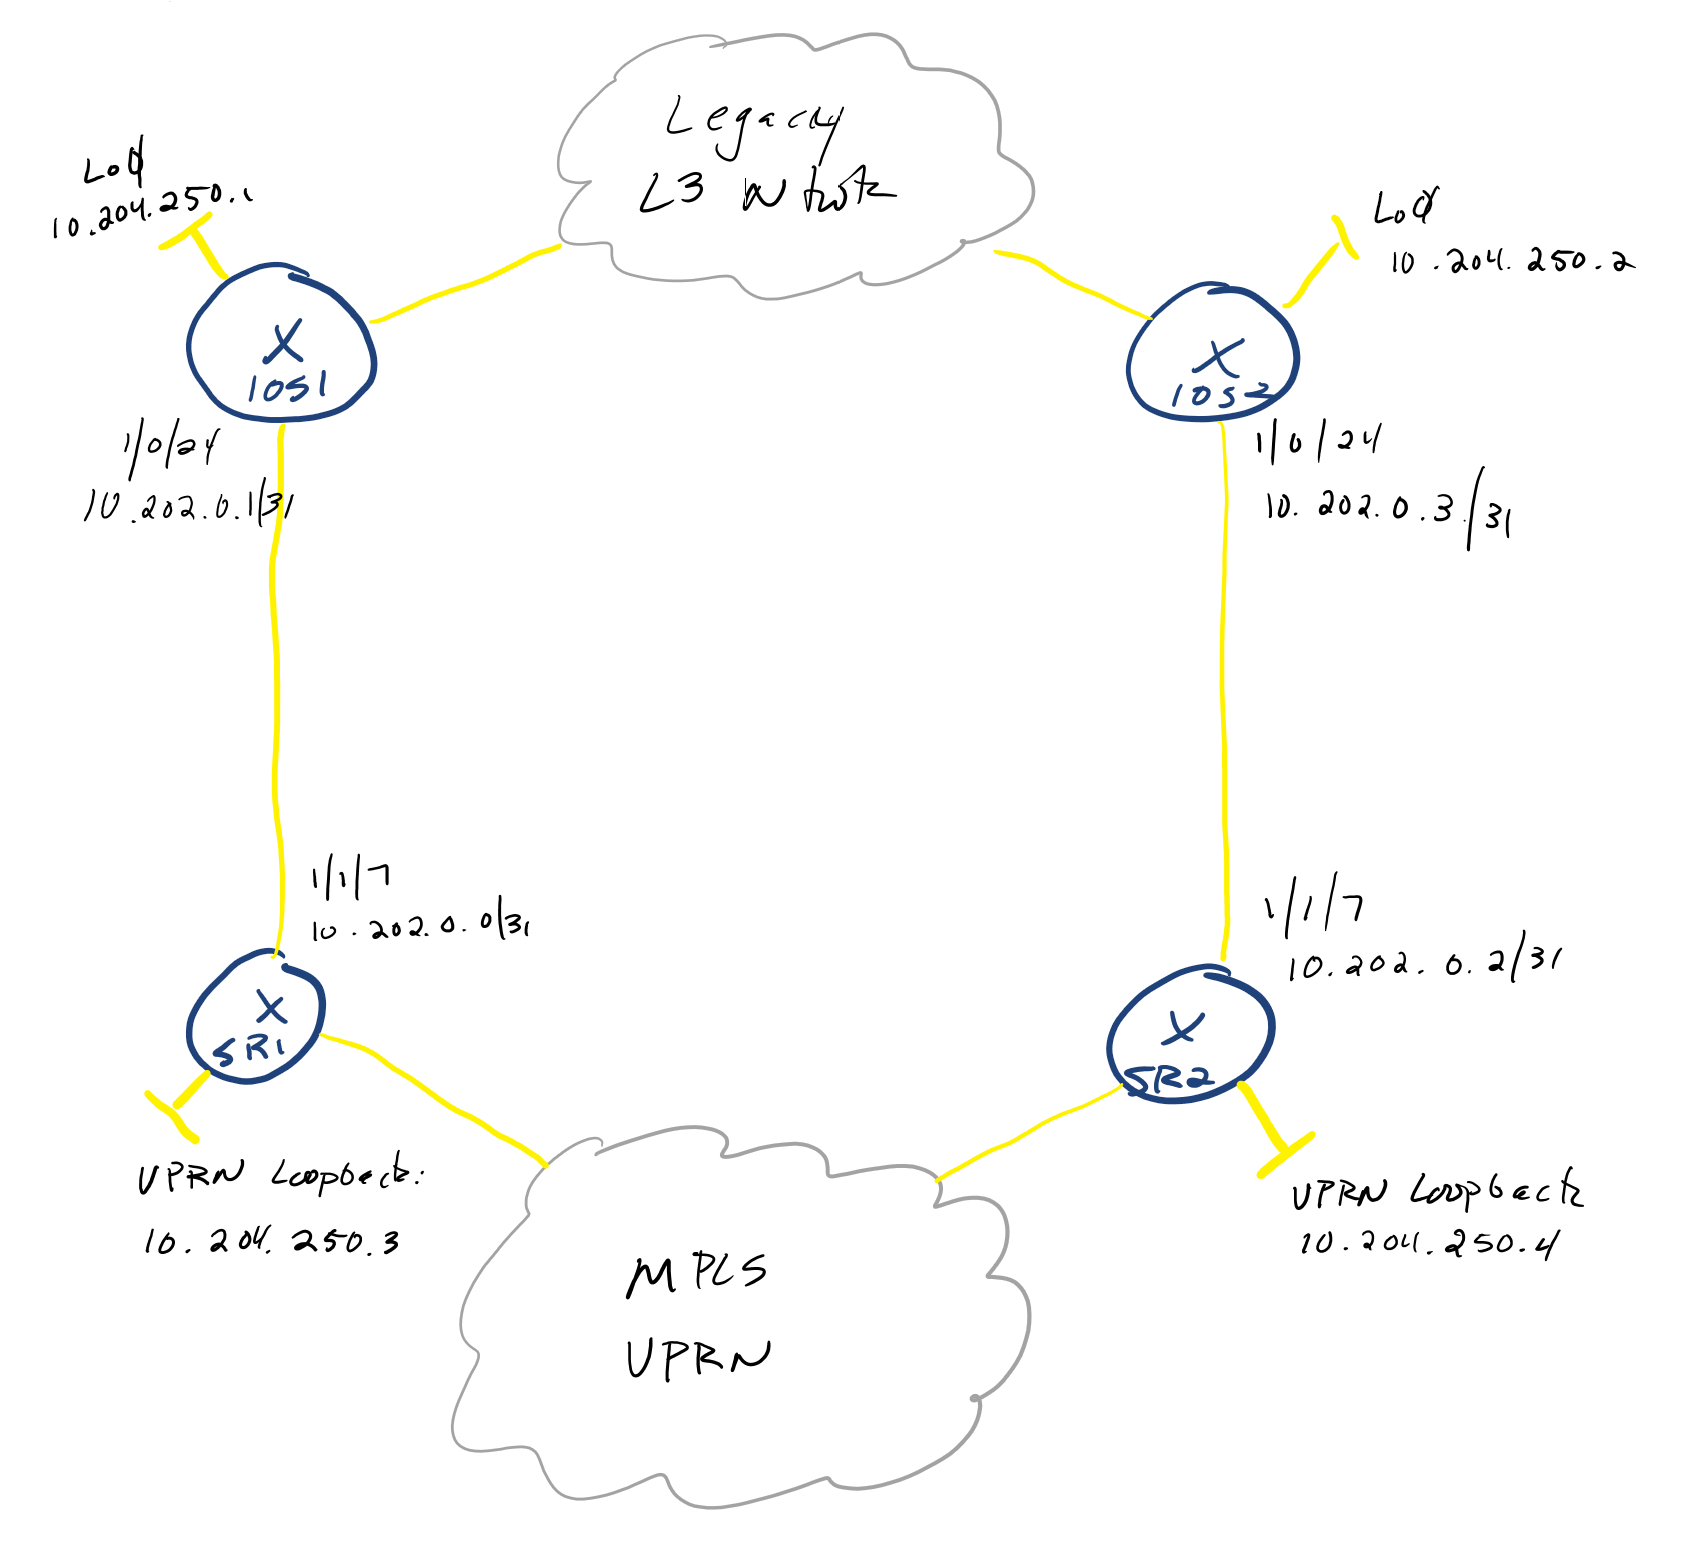 Legacy
L3 Ntwk
Lo0
10.204.250.1
Lo0
10.204.250.2
X
IOS1
X
IOS2
1/0/24
10.202.0.1/31
1/0/24
10.202.0.3/31
1/1/7
10.202.0.0/31
1/1/7
10.202.0.2/31
X
SR1
X
SR2
VPRN Loopback:
10.204.250.3
VPRN Loopback
10.204.250.4
MPLS
VPRN